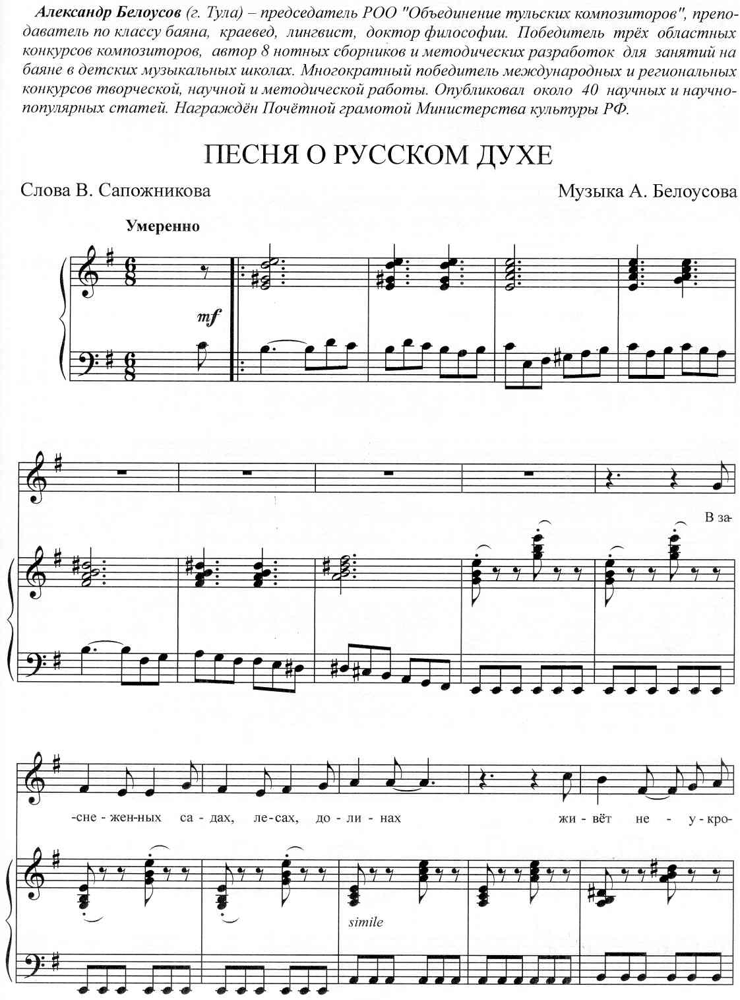 Александр Белоусов (г. Тула) – председатель РОО "Объединение тульских композиторов", препо-
даватель по классу баяна, краевед, лингвист, доктор философии. Победитель трёх областных
конкурсов композиторов, автор 8 нотных сборников и методических разработок для занятий на
баяне в детских музыкальных школах. Многократный победитель международных и региональных
конкурсов творческой, научной и методической работы. Опубликовал около 40 научных и научно-
популярных статей. Награждён Почётной грамотой Министерства культуры РФ.
ПЕСНЯ О РУССКОМ ДУХЕ
Слова В. Сапожникова
Музыка А. Белоусова
Умеренно
6 8
mf
6 8
В за-
-сне - жен-ных са - дах, ле-сах, до - ли - нах жи - вёт не - у - кро-
simile